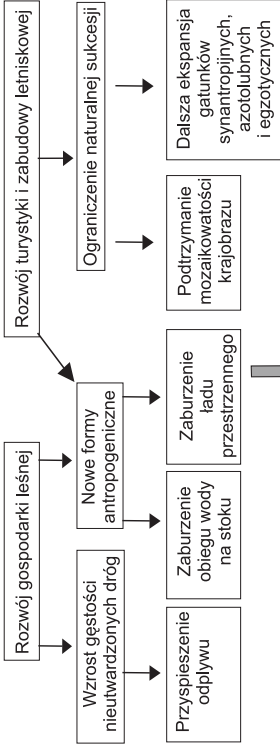 Rozwój gospodarki leśnej
Rozwój turystyki i zabudowy letniskowej
Wzrost gęstości
nieutwardzonych dróg
Nowe formy
antropogeniczne
Ograniczenie naturalnej sukcesji
Przyspieszenie
odpływu
Zaburzenie
obiegu wody
na stoku
Zaburzenie
ładu
przestrzennego
Podtrzymanie
mozaikowatości
krajobrazu
Dalsza ekspansja
gatunków
synantropijnych,
azotolubnych
i egzotycznych